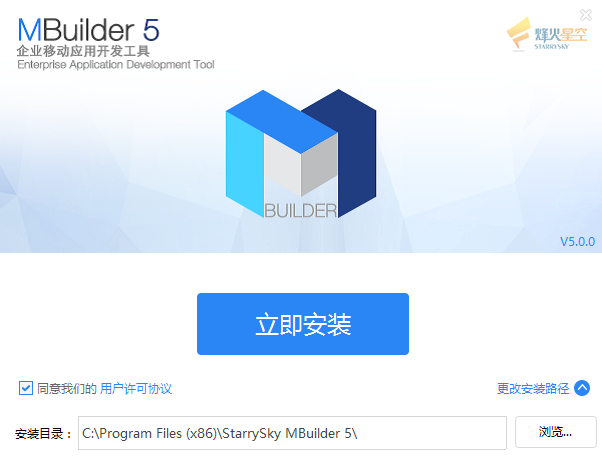 MBuilder 5
企业移动应用开发工具
Enterprise Application Development Tool
烽火星空
STARRYSKY
BUILDER
V5.0.0
立即安装
同意我们的 用户许可协议
更改安装路径
安装目录：
C:\Program Files (x86)\StarrySky MBuilder 5\
浏览...